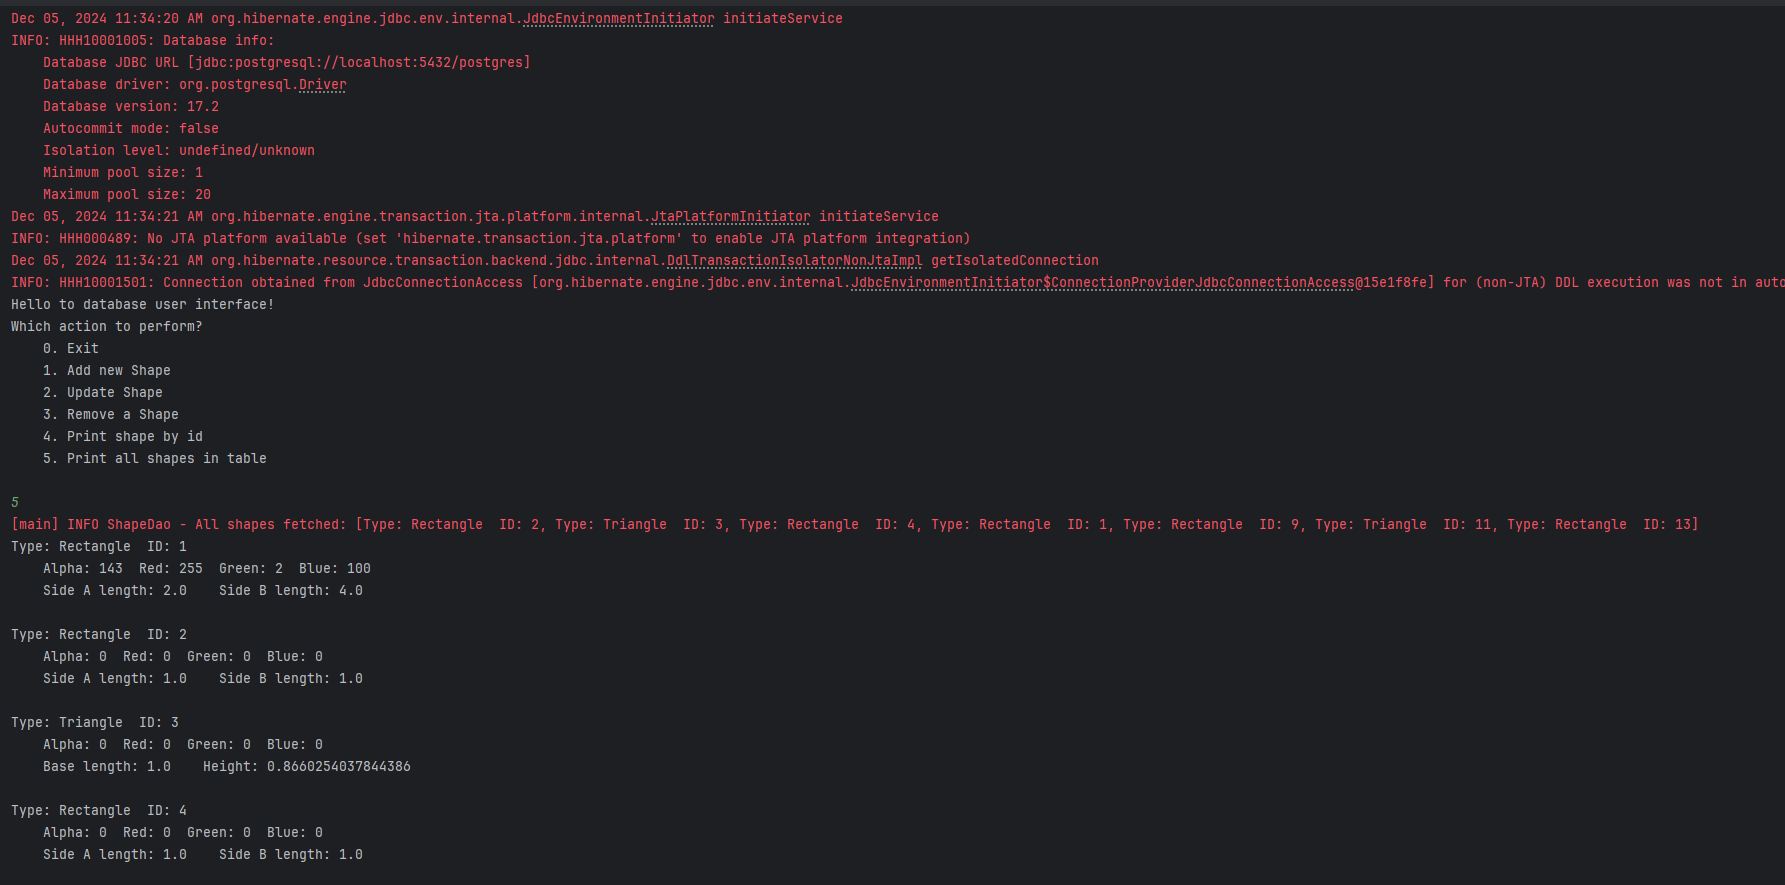 Dec 05, 2024 11:34:20 AM org.hibernate.engine.jdbc.env.internal.JdbcEnvironmentInitiator initiateService
INFO: HHH10001005: Database info:
    Database JDBC URL [jdbc:postgresql://localhost:5432/postgres]
    Database driver: org.postgresql.Driver
    Database version: 17.2
    Autocommit mode: false
    Isolation level: undefined/unknown
    Minimum pool size: 1
    Maximum pool size: 20
Dec 05, 2024 11:34:21 AM org.hibernate.engine.transaction.jta.platform.internal.JtaPlatformInitiator initiateService
INFO: HHH000489: No JTA platform available (set 'hibernate.transaction.jta.platform' to enable JTA platform integration)
Dec 05, 2024 11:34:21 AM org.hibernate.resource.transaction.backend.jdbc.internal.DdlTransactionIsolatorNonJtaImpl getIsolatedConnection
INFO: HHH10001501: Connection obtained from JdbcConnectionAccess [org.hibernate.engine.jdbc.env.internal.JdbcEnvironmentInitiator$ConnectionProviderJdbcConnectionAccess@15e1f8fe] for (non-JTA) DDL execution was not in auto
Hello to database user interface!
Which action to perform?
    0. Exit
    1. Add new Shape
    2. Update Shape
    3. Remove a Shape
    4. Print shape by id
    5. Print all shapes in table
5
[main] INFO ShapeDao - All shapes fetched: [Type: Rectangle  ID: 2, Type: Triangle  ID: 3, Type: Rectangle  ID: 4, Type: Rectangle  ID: 1, Type: Rectangle  ID: 9, Type: Triangle  ID: 11, Type: Rectangle  ID: 13]
Type: Rectangle  ID: 1
    Alpha: 143  Red: 255  Green: 2  Blue: 100
    Side A length: 2.0    Side B length: 4.0
Type: Rectangle  ID: 2
    Alpha: 0  Red: 0  Green: 0  Blue: 0
    Side A length: 1.0    Side B length: 1.0
Type: Triangle  ID: 3
    Alpha: 0  Red: 0  Green: 0  Blue: 0
    Base length: 1.0    Height: 0.8660254037844386
Type: Rectangle  ID: 4
    Alpha: 0  Red: 0  Green: 0  Blue: 0
    Side A length: 1.0    Side B length: 1.0